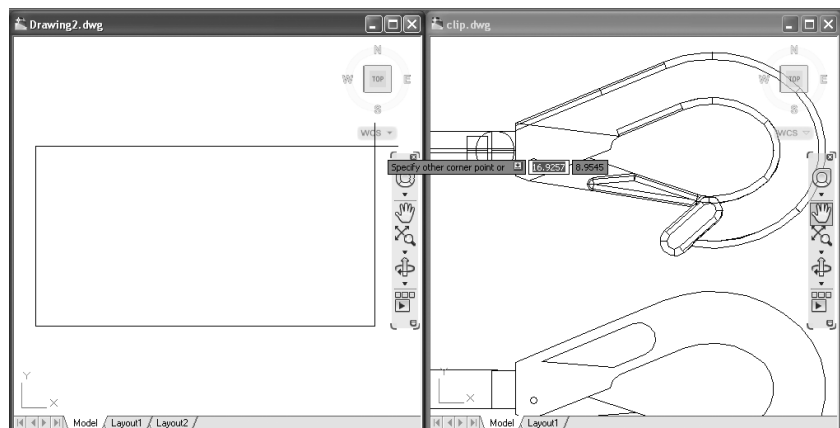 Drawing2.dwg
N
W TOP E
S
WCS
Specify other corner point or 16.9257 8.9545
Y
X
Model Layout1 Layout2
clip.dwg
N
W TOP E
S
WCS
Y
X
Model Layout1